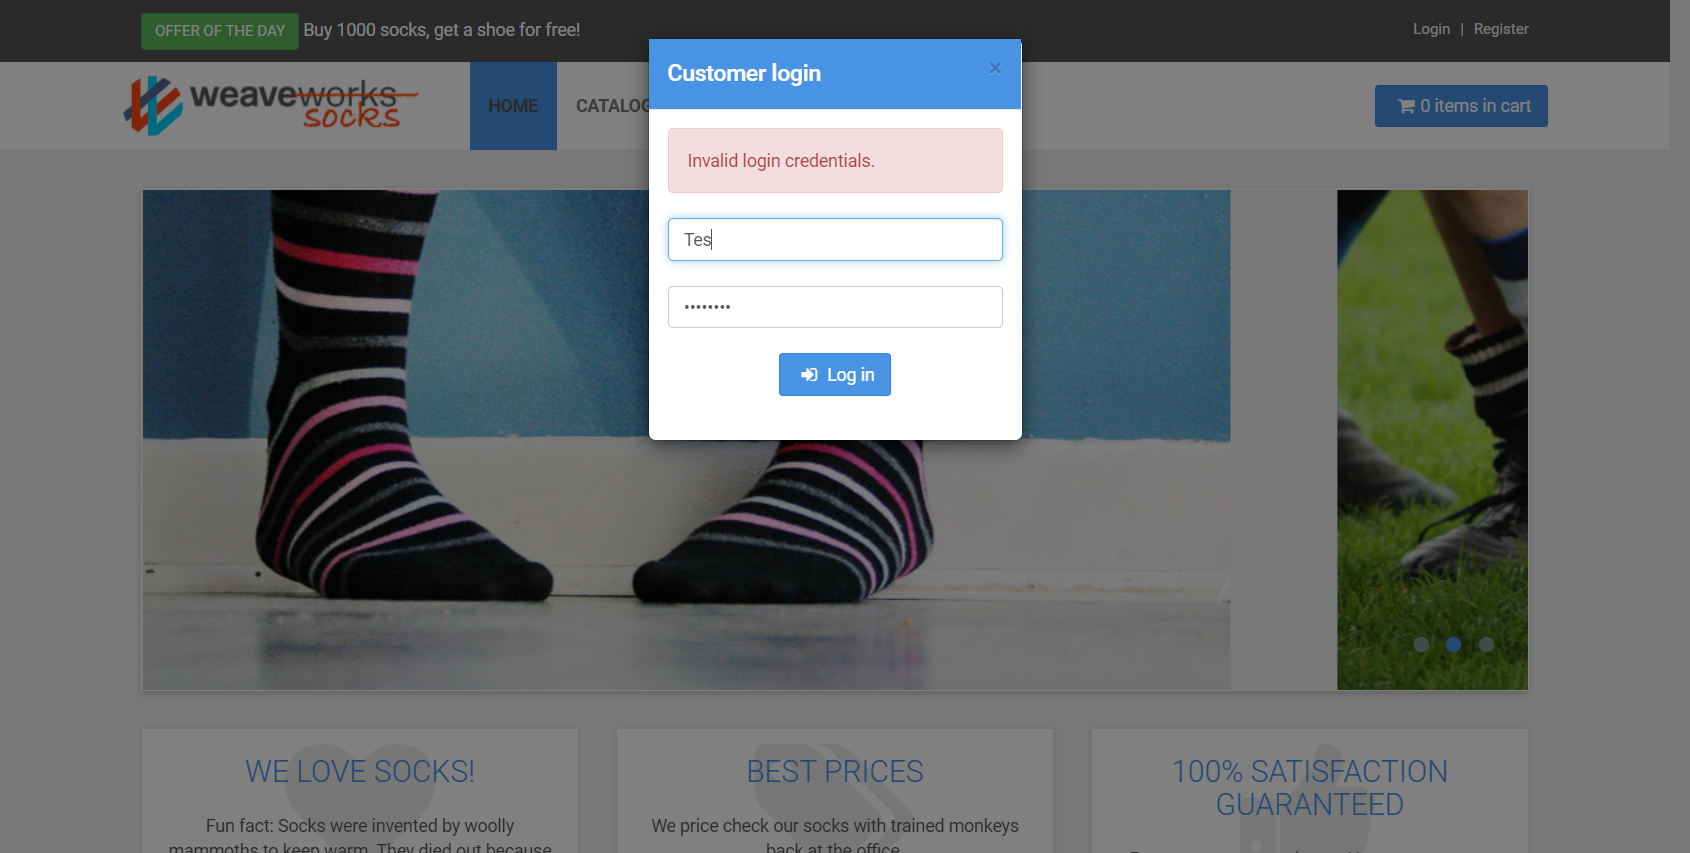 OFFER OF THE DAY Buy 1000 socks, get a shoe for free!
Login | Register
weaveworks
socks
HOME
CATALOG
0 items in cart
Customer login
×
Invalid login credentials.
Tes
••••••••
Log in
WE LOVE SOCKS!
Fun fact: Socks were invented by woolly
mammoths to keep warm. They died out because
BEST PRICES
We price check our socks with trained monkeys
back at the office
100% SATISFACTION
GUARANTEED